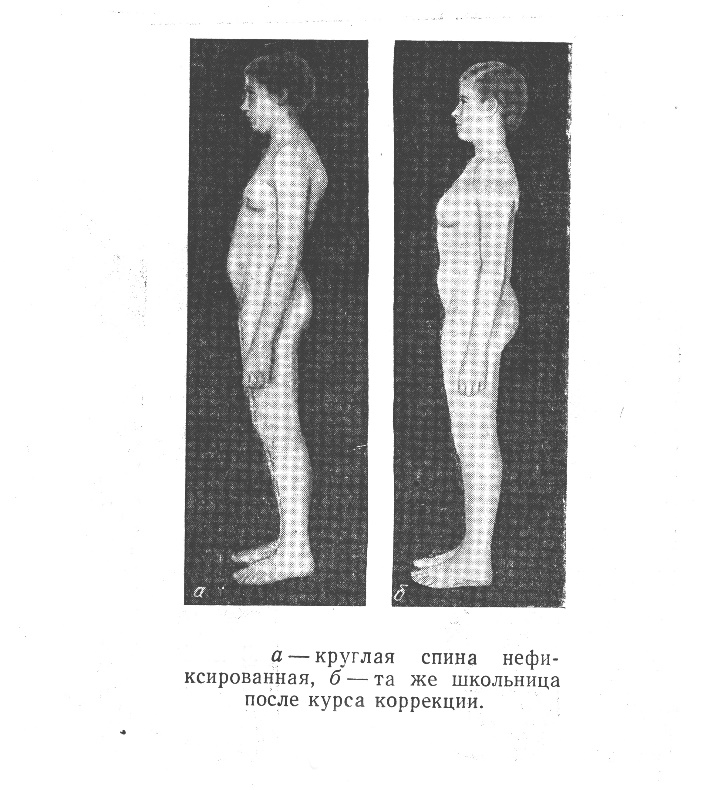 а
б
а — круглая спина нефи-
ксированная, б — та же школьница
после курса коррекции.